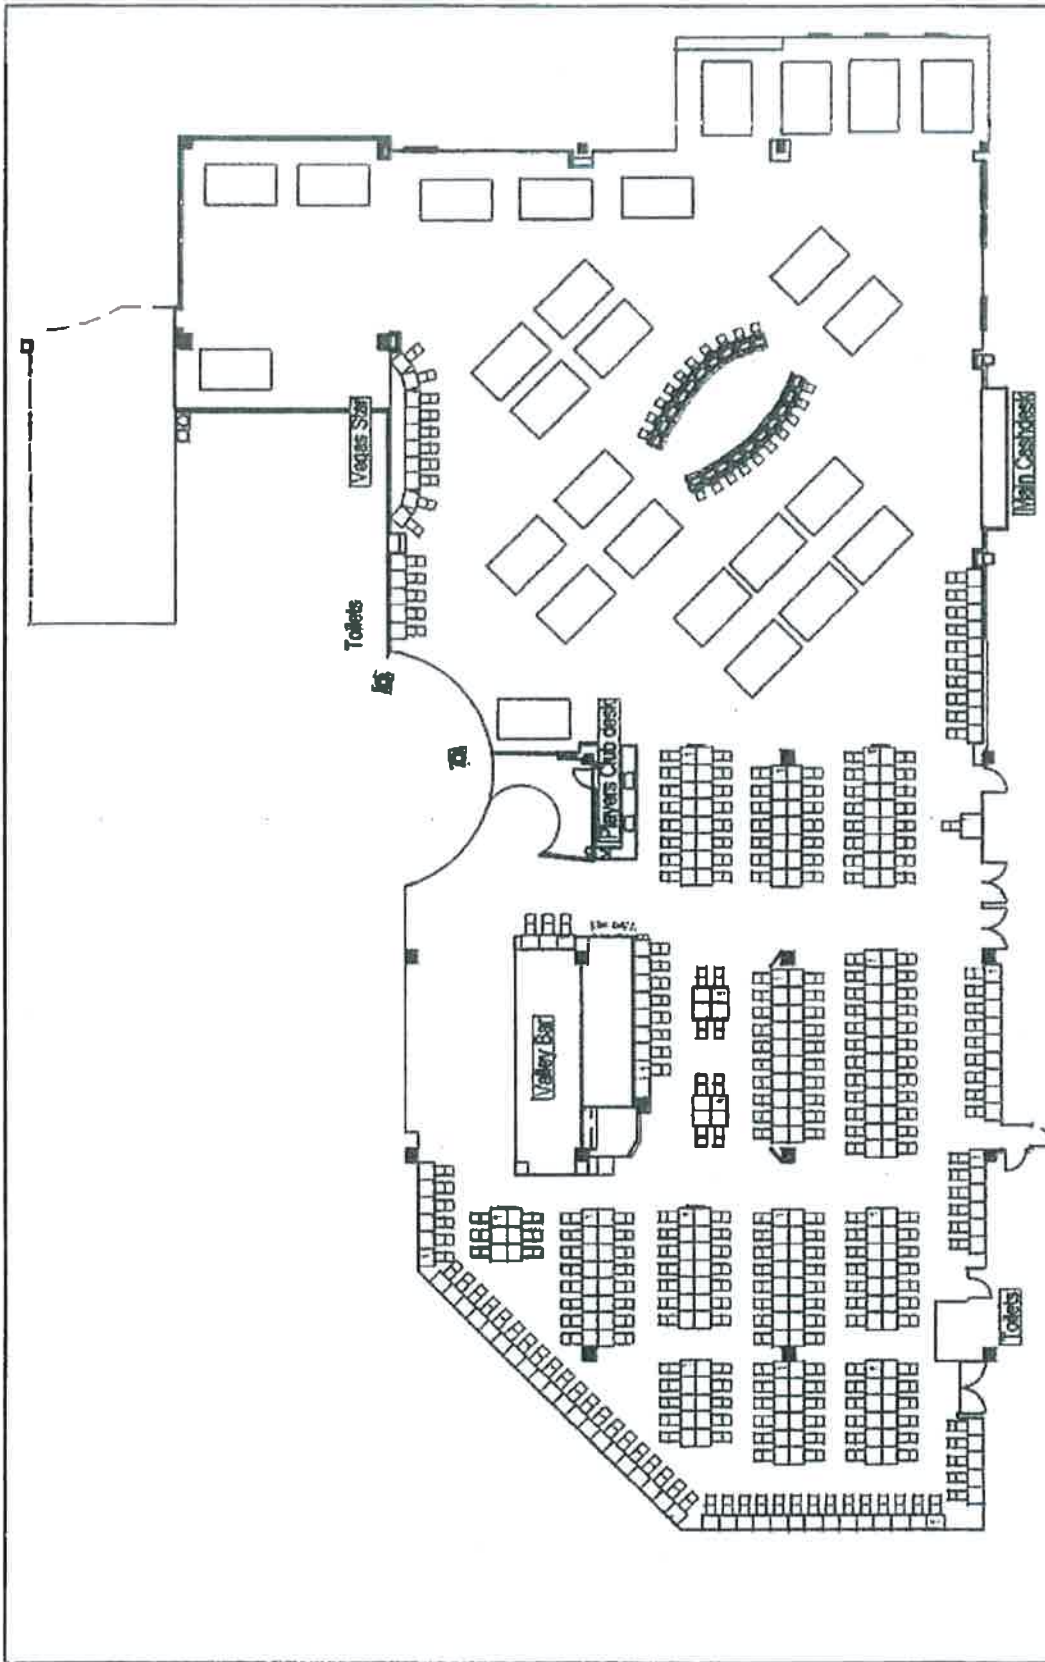 Vegas Star
Toilets
Main Cashdesk
Players Club desk
Valley Bar
Toilets